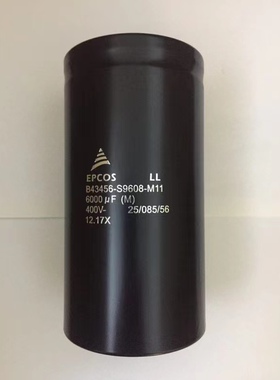 EPCOS LL
B43456-S9608-M11
6000 µF (M)
400V- 25/085/56
12.17X